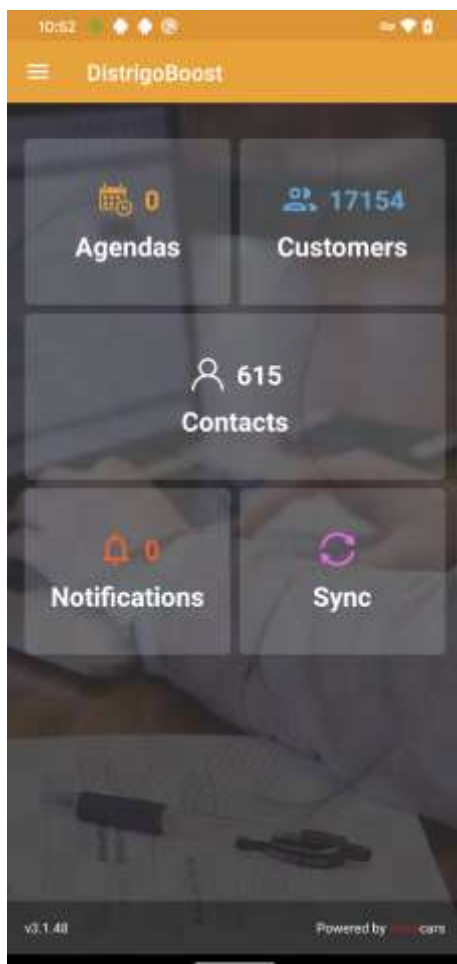 10:52
DistrigoBoost
0
Agendas
17154
Customers
615
Contacts
0
Notifications
Sync
v3.1.48
Powered by cars